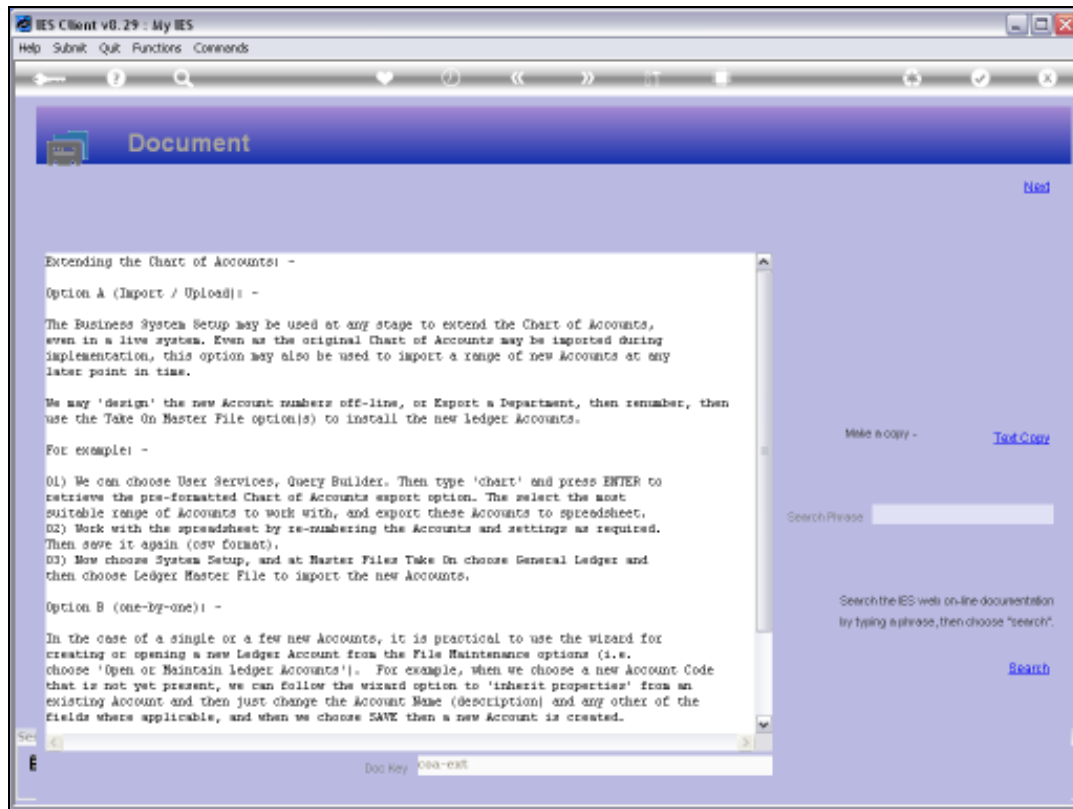 IES Client v8.29 : My IES
Help Submit Quit Functions Commands
Document
Next
Extending the Chart of Accounts: -
Option A (Import / Upload): -
The Business System Setup may be used at any stage to extend the Chart of Accounts,
even in a live system. Even as the original Chart of Accounts may be imported during
implementation, this option may also be used to import a range of new Accounts at any
later point in time.
We may 'design' the new Account numbers off-line, or Export a Department, then renumber, then
use the Take On Master File option(s) to install the new Ledger Accounts.
For example: -
01) We can choose User Services, Query Builder. Then type 'chart' and press ENTER to
retrieve the pre-formatted Chart of Accounts export option. The select the most
suitable range of Accounts to work with, and export these Accounts to spreadsheet.
02) Work with the spreadsheet by re-numbering the Accounts and settings as required.
Then save it again (csv format).
03) Now choose System Setup, and at Master Files Take On choose General Ledger and
then choose Ledger Master File to import the new Accounts.
Option B (one-by-one): -
In the case of a single or a few new Accounts, it is practical to use the wizard for
creating or opening a new Ledger Account from the File Maintenance options (i.e.
choose 'Open or Maintain Ledger Accounts'). For example, when we choose a new Account Code
that is not yet present, we can follow the wizard option to 'inherit properties' from an
existing Account and then just change the Account Name (description) and any other of the
fields where applicable, and when we choose SAVE then a new Account is created.
Make a copy -
Text Copy
Search Phrase
Search the IES web on-line documentation
by typing a phrase, then choose "search".
Search
Doc Key coa-ext